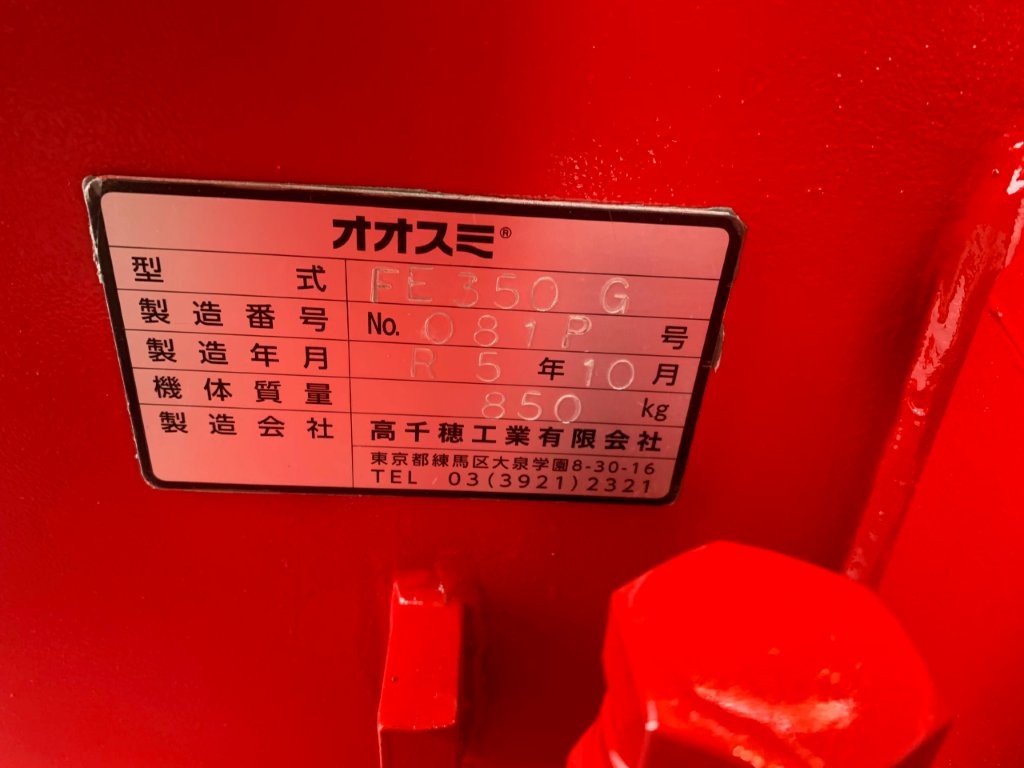 オオスミ®
型式 FE350G
製造番号 No. 081P 号
製造年月 R5年10月
機体質量 850 kg
製造会社 高千穂工業有限会社
東京都練馬区大泉学園8-30-16
TEL 03(3921)2321